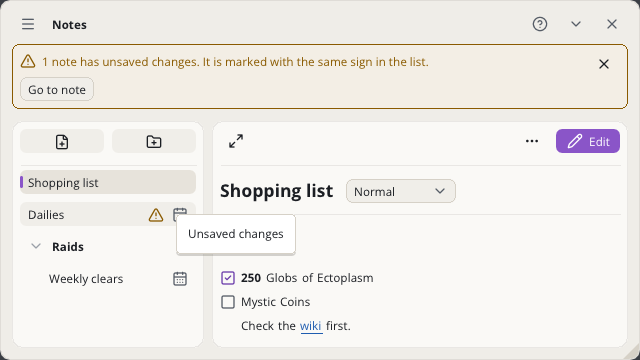 Notes
1 note has unsaved changes. It is marked with the same sign in the list.
Go to note
Edit
Shopping list
Shopping list
Normal
Dailies
Unsaved changes
Raids
Weekly clears
250 Globs of Ectoplasm
Mystic Coins
Check the wiki first.